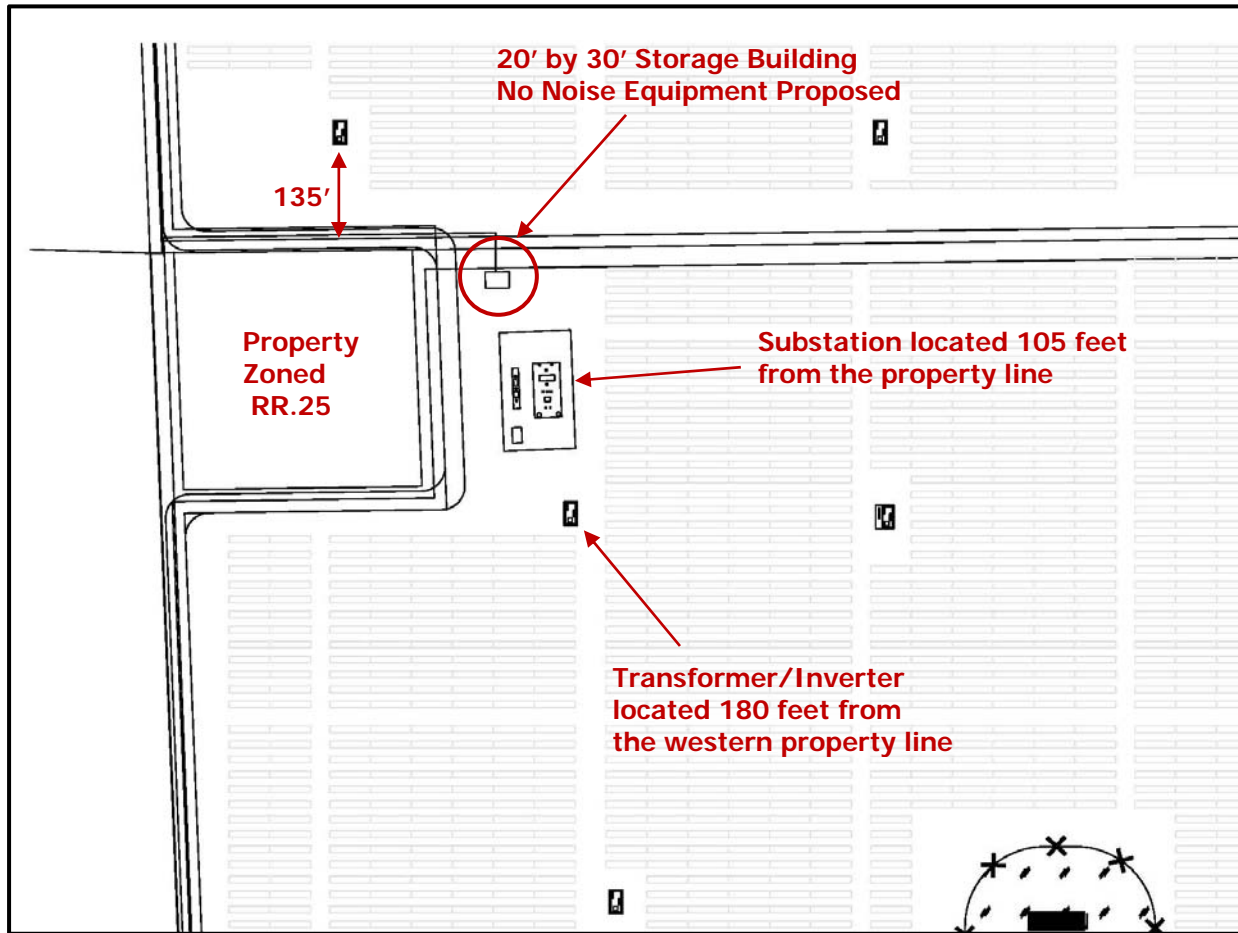 20’ by 30’ Storage Building
No Noise Equipment Proposed
135’
Property
Zoned
RR.25
Substation located 105 feet
from the property line
Transformer/Inverter
located 180 feet from
the western property line